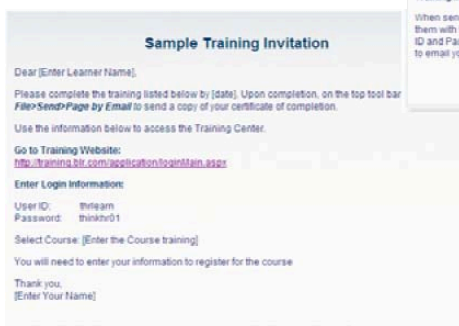 When sen
them with
ID and Pa
to email yo
Sample Training Invitation
Dear [Enter Learner Name],
Please complete the training listed below by [date]. Upon completion, on the top tool bar
File>Send>Page by Email to send a copy of your certificate of completion.
Use the information below to access the Training Center.
Go to Training Website:
http://training.blr.com/application/loginMain.aspx
Enter Login Information:
User ID: thrlearn
Password: thinkhr01
Select Course: [Enter the Course training]
You will need to enter your information to register for the course
Thank you,
[Enter Your Name]